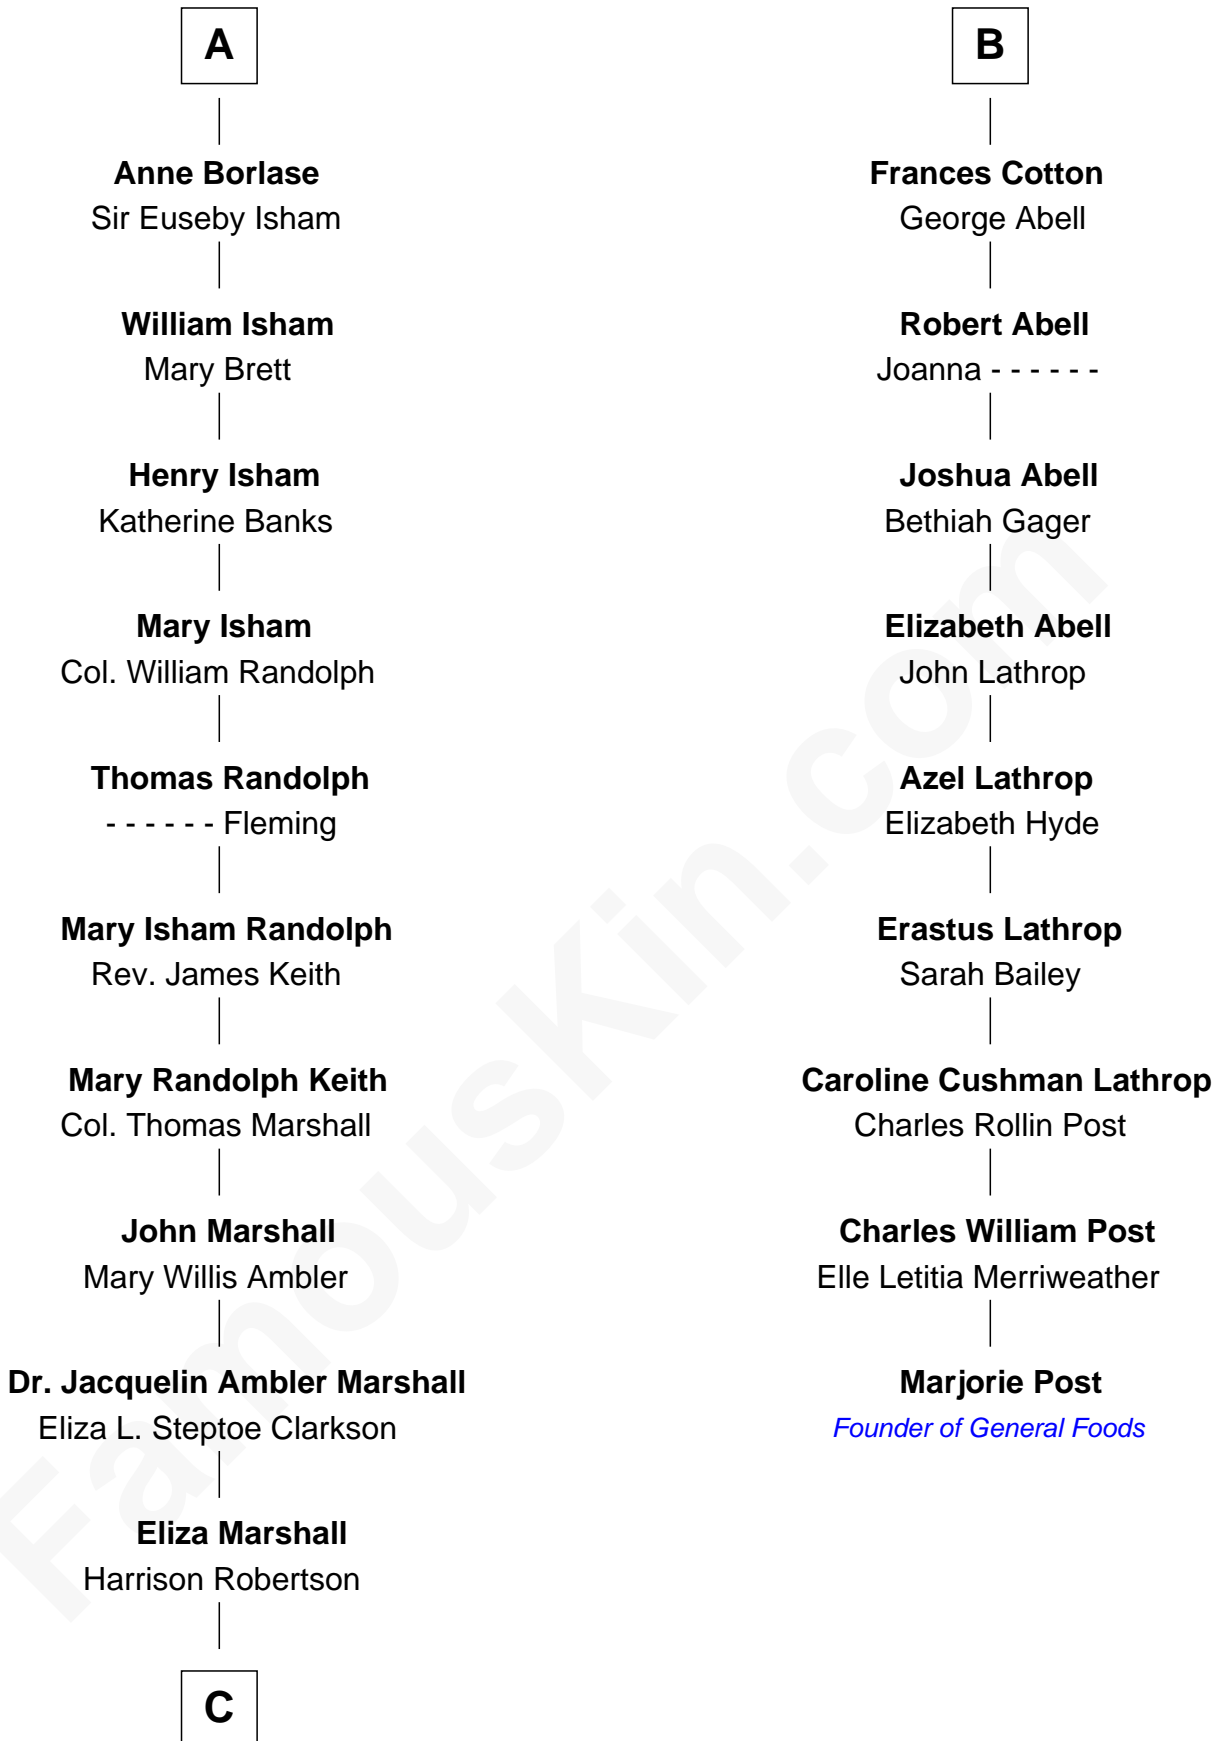 A
Anne Borlase
Sir Euseby Isham
William Isham
Mary Brett
Henry Isham
Katherine Banks
Mary Isham
Col. William Randolph
Thomas Randolph
- - - - - - Fleming
Mary Isham Randolph
Rev. James Keith
Mary Randolph Keith
Col. Thomas Marshall
John Marshall
Mary Willis Ambler
Dr. Jacquelin Ambler Marshall
Eliza L. Steptoe Clarkson
Eliza Marshall
Harrison Robertson
C
B
Frances Cotton
George Abell
Robert Abell
Joanna - - - - - -
Joshua Abell
Bethiah Gager
Elizabeth Abell
John Lathrop
Azel Lathrop
Elizabeth Hyde
Erastus Lathrop
Sarah Bailey
Caroline Cushman Lathrop
Charles Rollin Post
Charles William Post
Elle Letitia Merriweather
Marjorie Post
Founder of General Foods
FamousKin.com